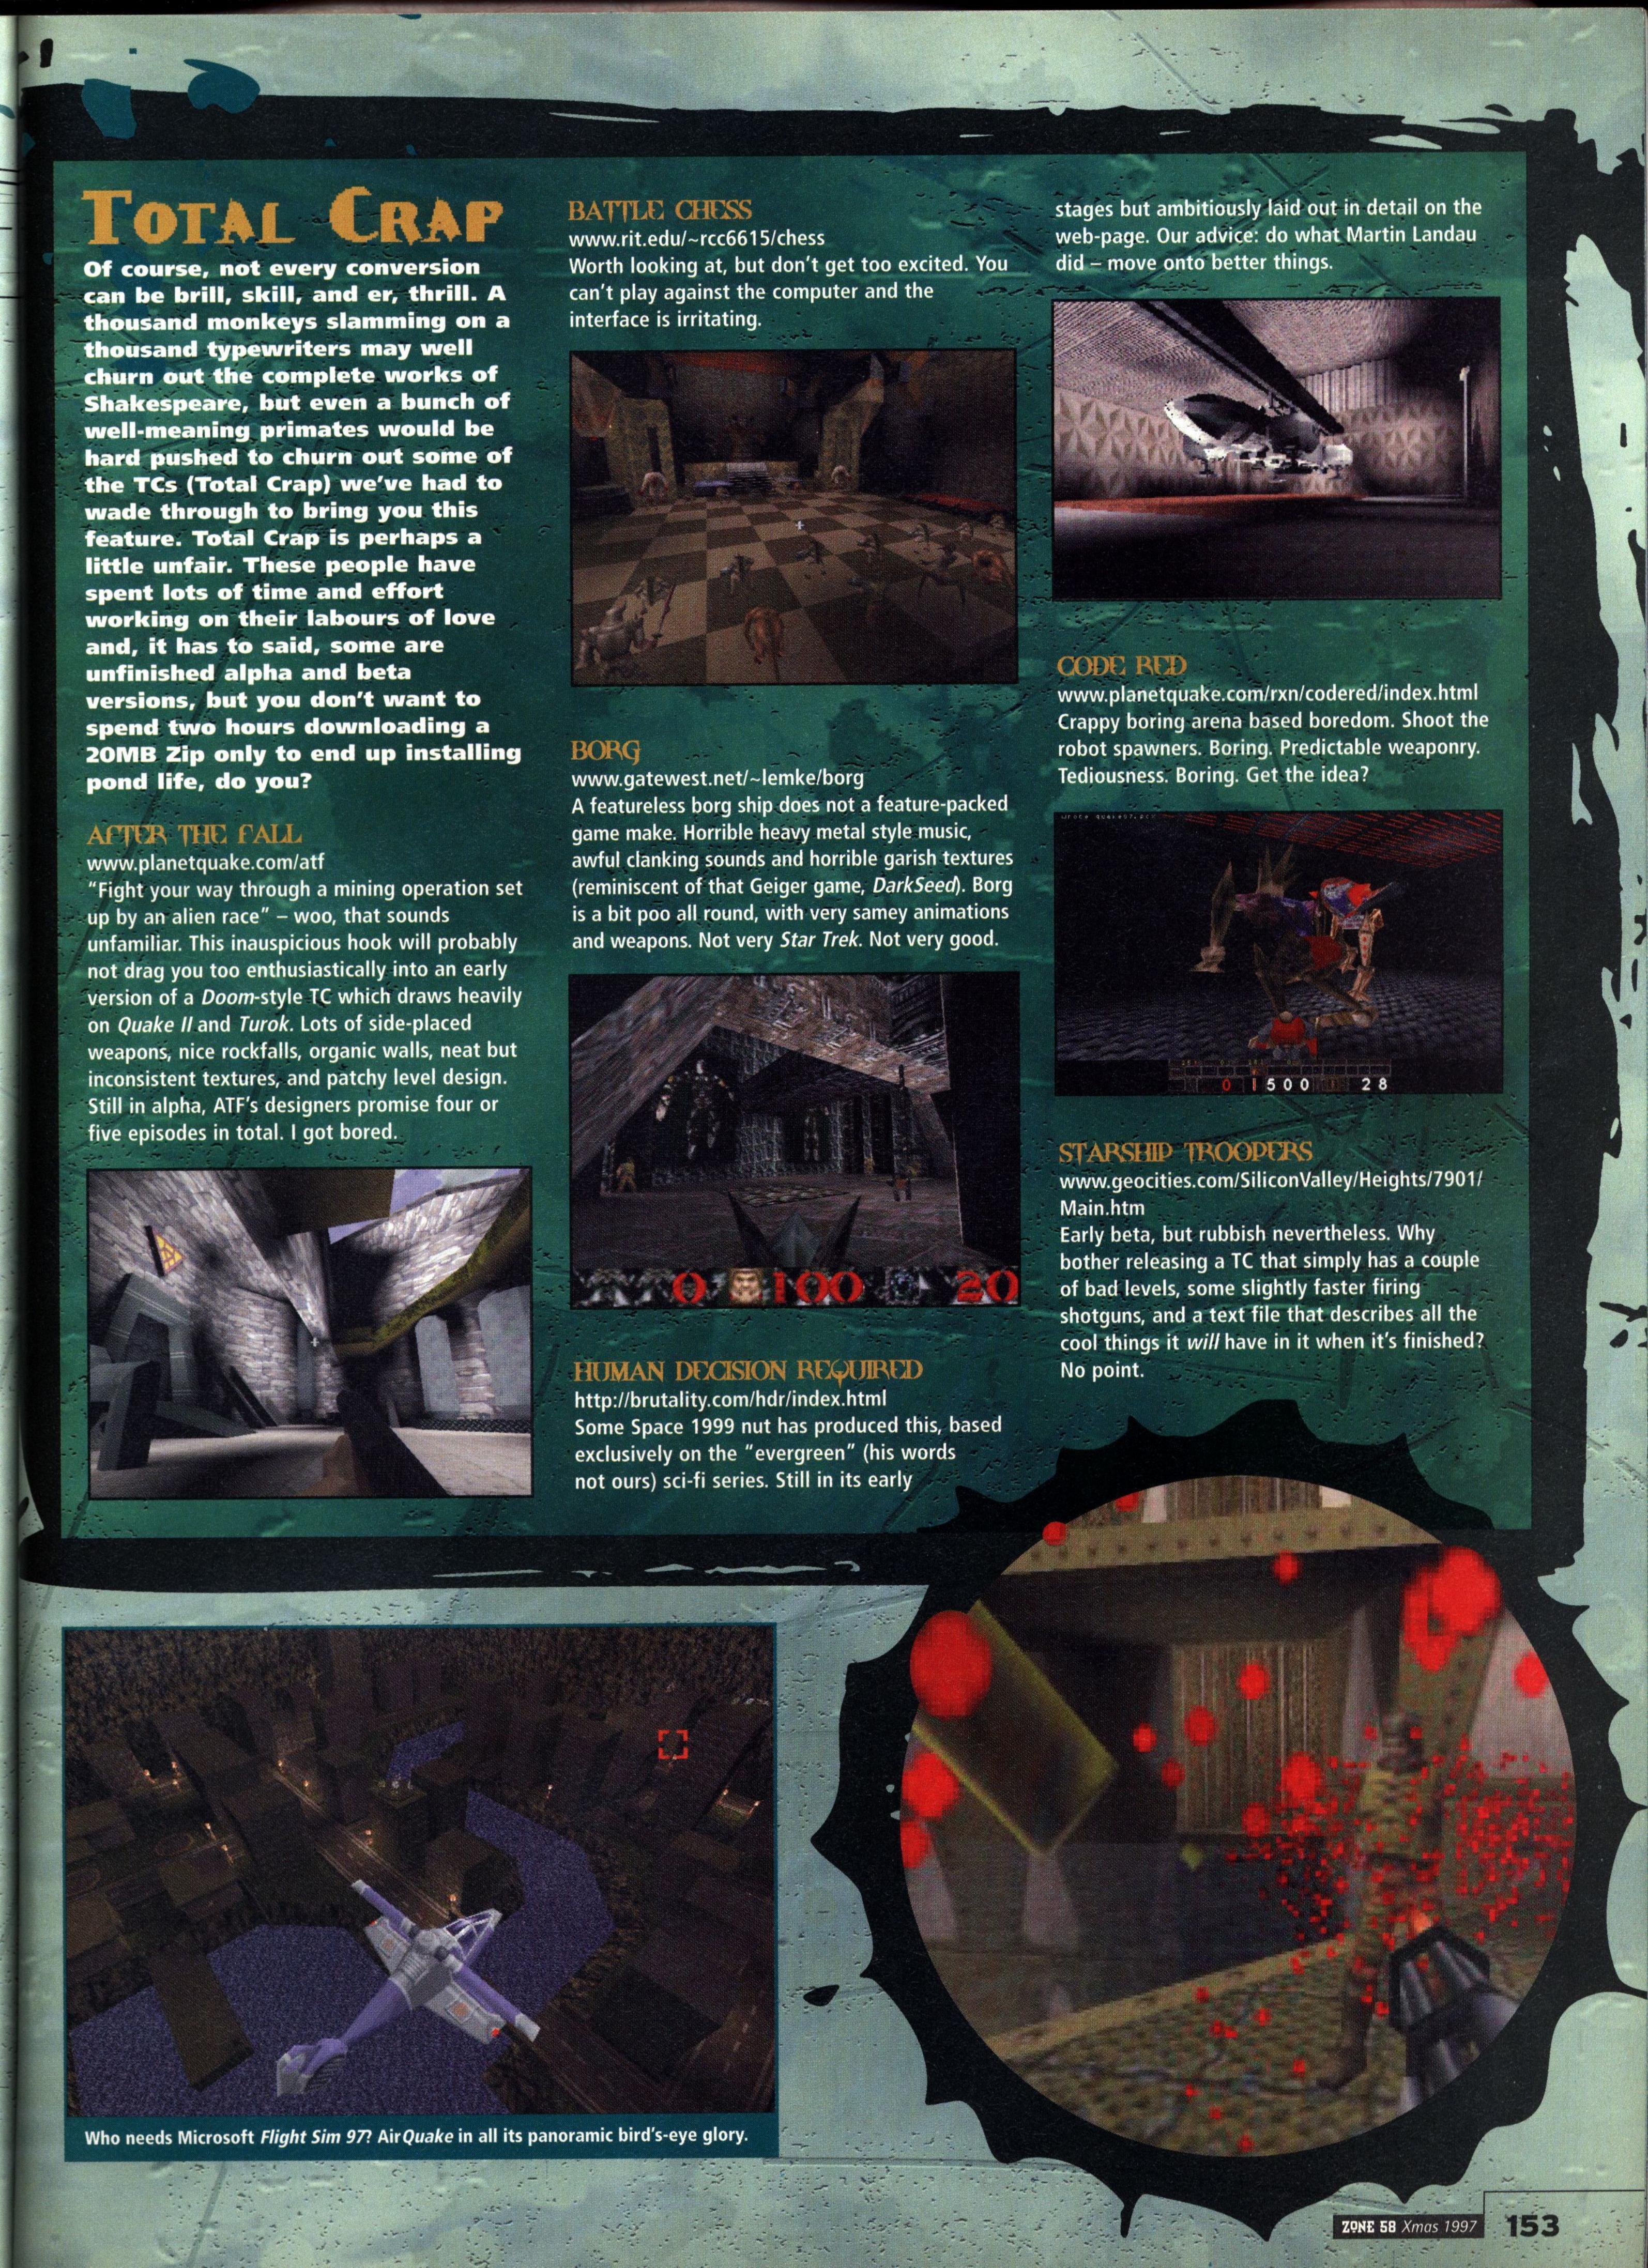 TOTAL CRAP
Of course, not every conversion
can be brill, skill, and er, thrill. A
thousand monkeys slamming on a
thousand typewriters may well
churn out the complete works of
Shakespeare, but even a bunch of
well-meaning primates would be
hard pushed to churn out some of
the TCs (Total Crap) we've had to
wade through to bring you this
feature. Total Crap is perhaps a
little unfair. These people have
spent lots of time and effort
working on their labours of love
and, it has to said, some are
unfinished alpha and beta
versions, but you don't want to
spend two hours downloading a
20MB Zip only to end up installing
pond life, do you?
AFTER THE FALL
www.planetquake.com/atf
“Fight your way through a mining operation set
up by an alien race” – woo, that sounds
unfamiliar. This inauspicious hook will probably
not drag you too enthusiastically into an early
version of a Doom-style TC which draws heavily
on Quake II and Turok. Lots of side-placed
weapons, nice rockfalls, organic walls, neat but
inconsistent textures, and patchy level design.
Still in alpha, ATF's designers promise four or
five episodes in total. I got bored.
BATTLE CHESS
www.rit.edu/~rcc6615/chess
Worth looking at, but don't get too excited. You
can't play against the computer and the
interface is irritating.
BORG
www.gatewest.net/~lemke/borg
A featureless borg ship does not a feature-packed
game make. Horrible heavy metal style music,
awful clanking sounds and horrible garish textures
(reminiscent of that Geiger game, DarkSeed). Borg
is a bit poo all round, with very samey animations
and weapons. Not very Star Trek. Not very good.
0 100 20
HUMAN DECISION REQUIRED
http://brutality.com/hdr/index.html
Some Space 1999 nut has produced this, based
exclusively on the “evergreen” (his words
not ours) sci-fi series. Still in its early
stages but ambitiously laid out in detail on the
web-page. Our advice: do what Martin Landau
did – move onto better things.
CODE RED
www.planetquake.com/rxn/codered/index.html
Crappy boring arena based boredom. Shoot the
robot spawners. Boring. Predictable weaponry.
Tediousness. Boring. Get the idea?
0 1500 28
STARSHIP TROOPERS
www.geocities.com/SiliconValley/Heights/7901/
Main.htm
Early beta, but rubbish nevertheless. Why
bother releasing a TC that simply has a couple
of bad levels, some slightly faster firing
shotguns, and a text file that describes all the
cool things it will have in it when it's finished?
No point.
Who needs Microsoft Flight Sim 97? AirQuake in all its panoramic bird's-eye glory.
ZONE 58 Xmas 1997 153